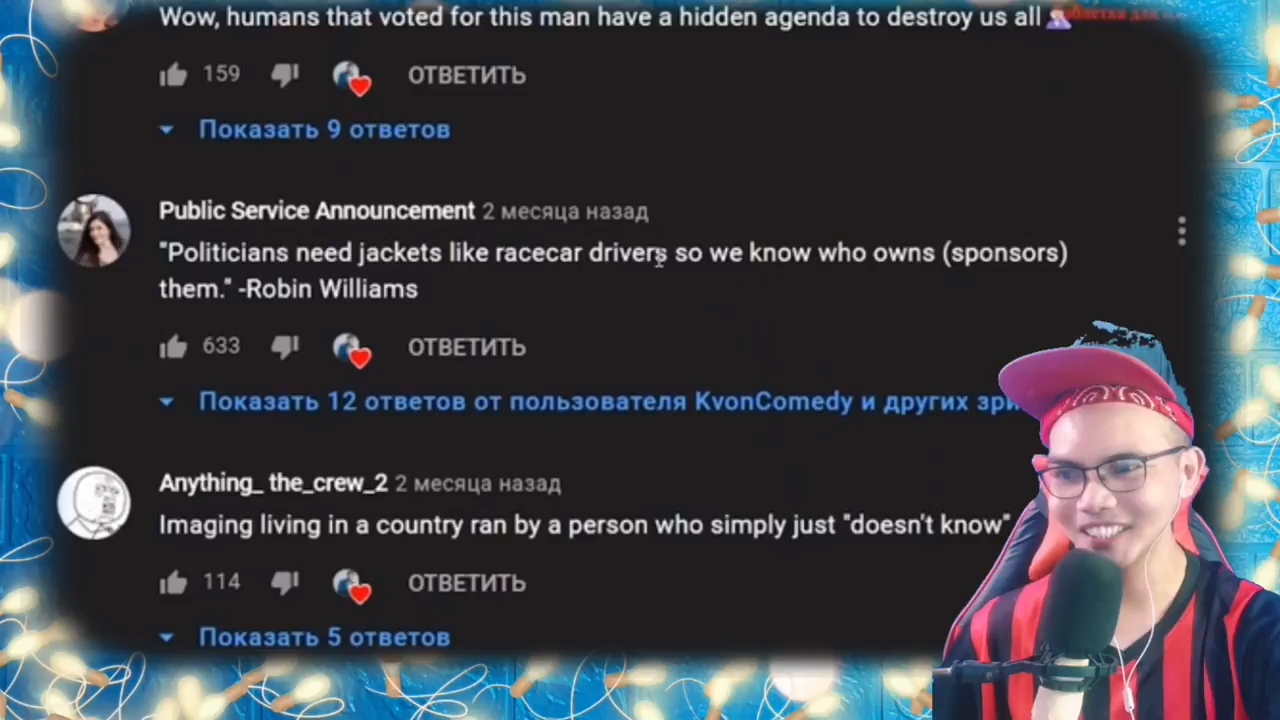 Wow, humans that voted for this man have a hidden agenda to destroy us all
159 ОТВЕТИТЬ
Показать 9 ответов
Public Service Announcement 2 месяца назад
"Politicians need jackets like racecar drivers so we know who owns (sponsors)
them." -Robin Williams
633 ОТВЕТИТЬ
Показать 12 ответов от пользователя KvonComedy и других зри
Anything_ the_crew_2 2 месяца назад
Imaging living in a country ran by a person who simply just "doesn't know"
114 ОТВЕТИТЬ
Показать 5 ответов